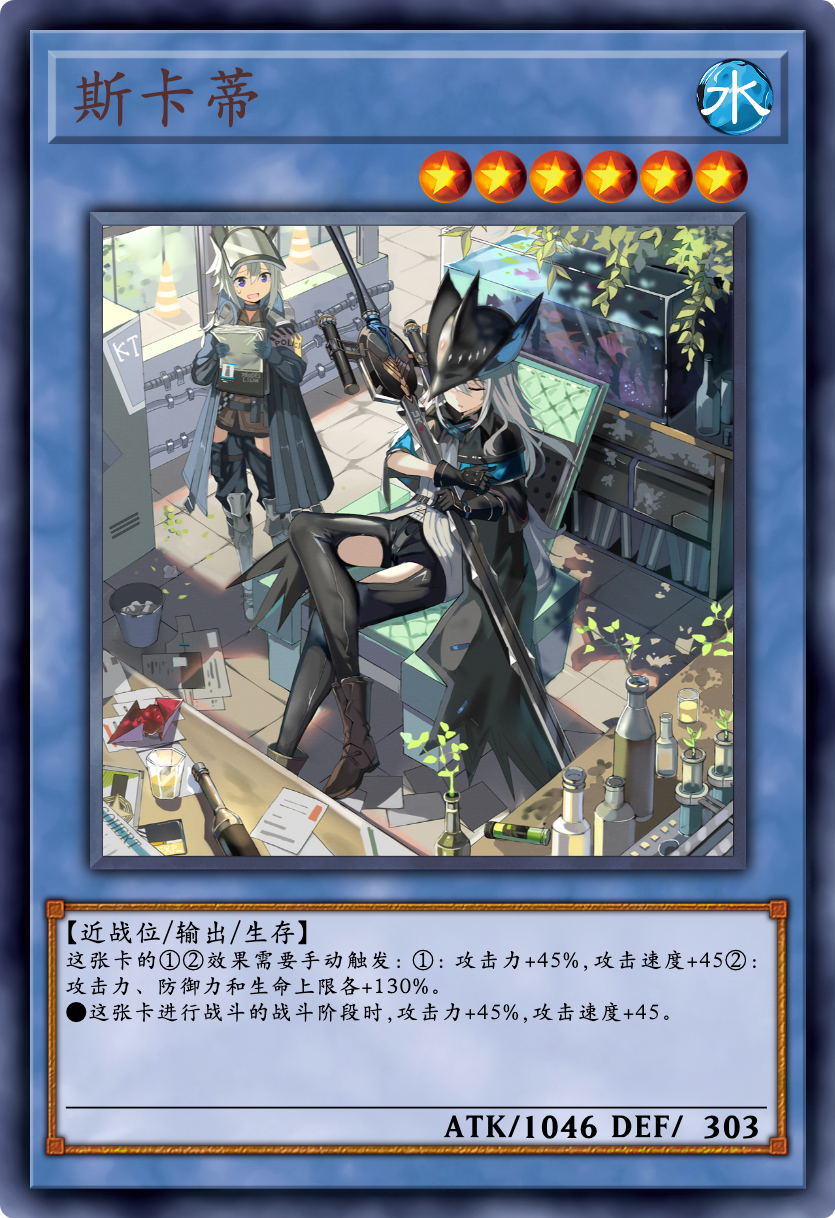 斯卡蒂
水
KT
【近战位/输出/生存】
这张卡的①②效果需要手动触发：①：攻击力+45%,攻击速度+45②：
攻击力、防御力和生命上限各+130%。
●这张卡进行战斗的战斗阶段时,攻击力+45%,攻击速度+45。
ATK/1046 DEF/ 303